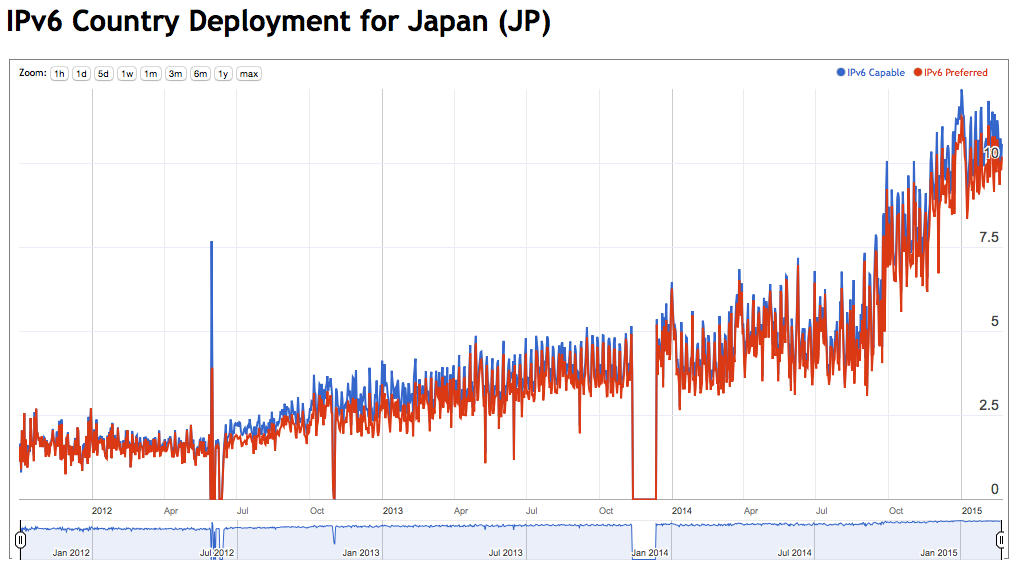 IPv6 Country Deployment for Japan (JP)
Zoom: 1h 1d 5d 1w 1m 3m 6m 1y max IPv6 Capable IPv6 Preferred
10
7.5
5
2.5
0
2012 Apr Jul Oct 2013 Apr Jul Oct 2014 Apr Jul Oct 2015
Jan 2012 Jul 2012 Jan 2013 Jul 2013 Jan 2014 Jul 2014 Jan 2015